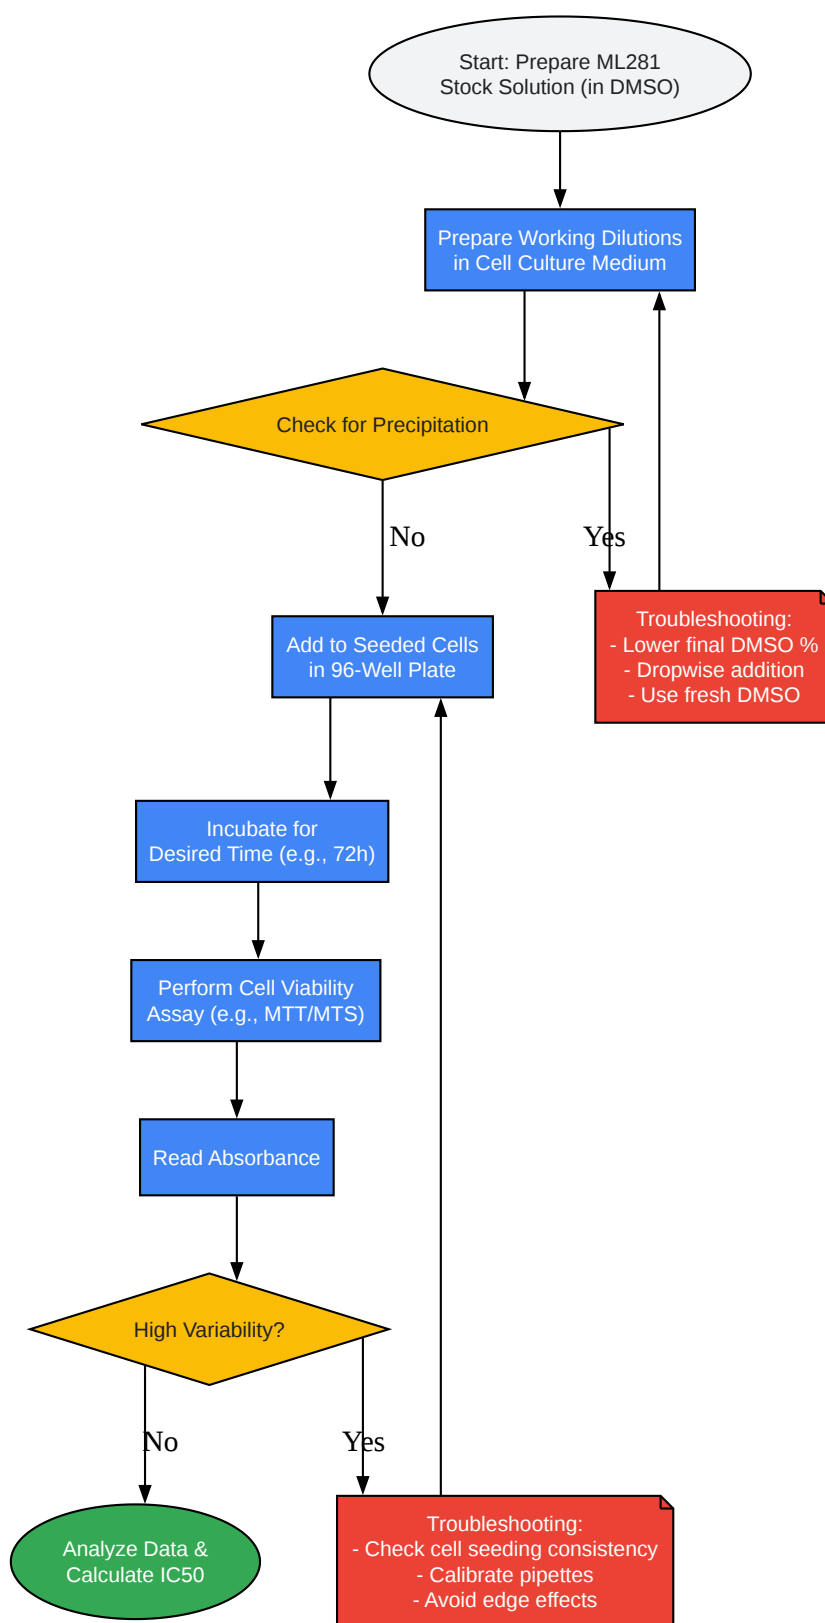 Start: Prepare ML281
Stock Solution (in DMSO)
Prepare Working Dilutions
in Cell Culture Medium
Check for Precipitation
No
Yes
Troubleshooting:
- Lower final DMSO %
- Dropwise addition
- Use fresh DMSO
Add to Seeded Cells
in 96-Well Plate
Incubate for
Desired Time (e.g., 72h)
Perform Cell Viability
Assay (e.g., MTT/MTS)
Read Absorbance
High Variability?
No
Yes
Analyze Data &
Calculate IC50
Troubleshooting:
- Check cell seeding consistency
- Calibrate pipettes
- Avoid edge effects